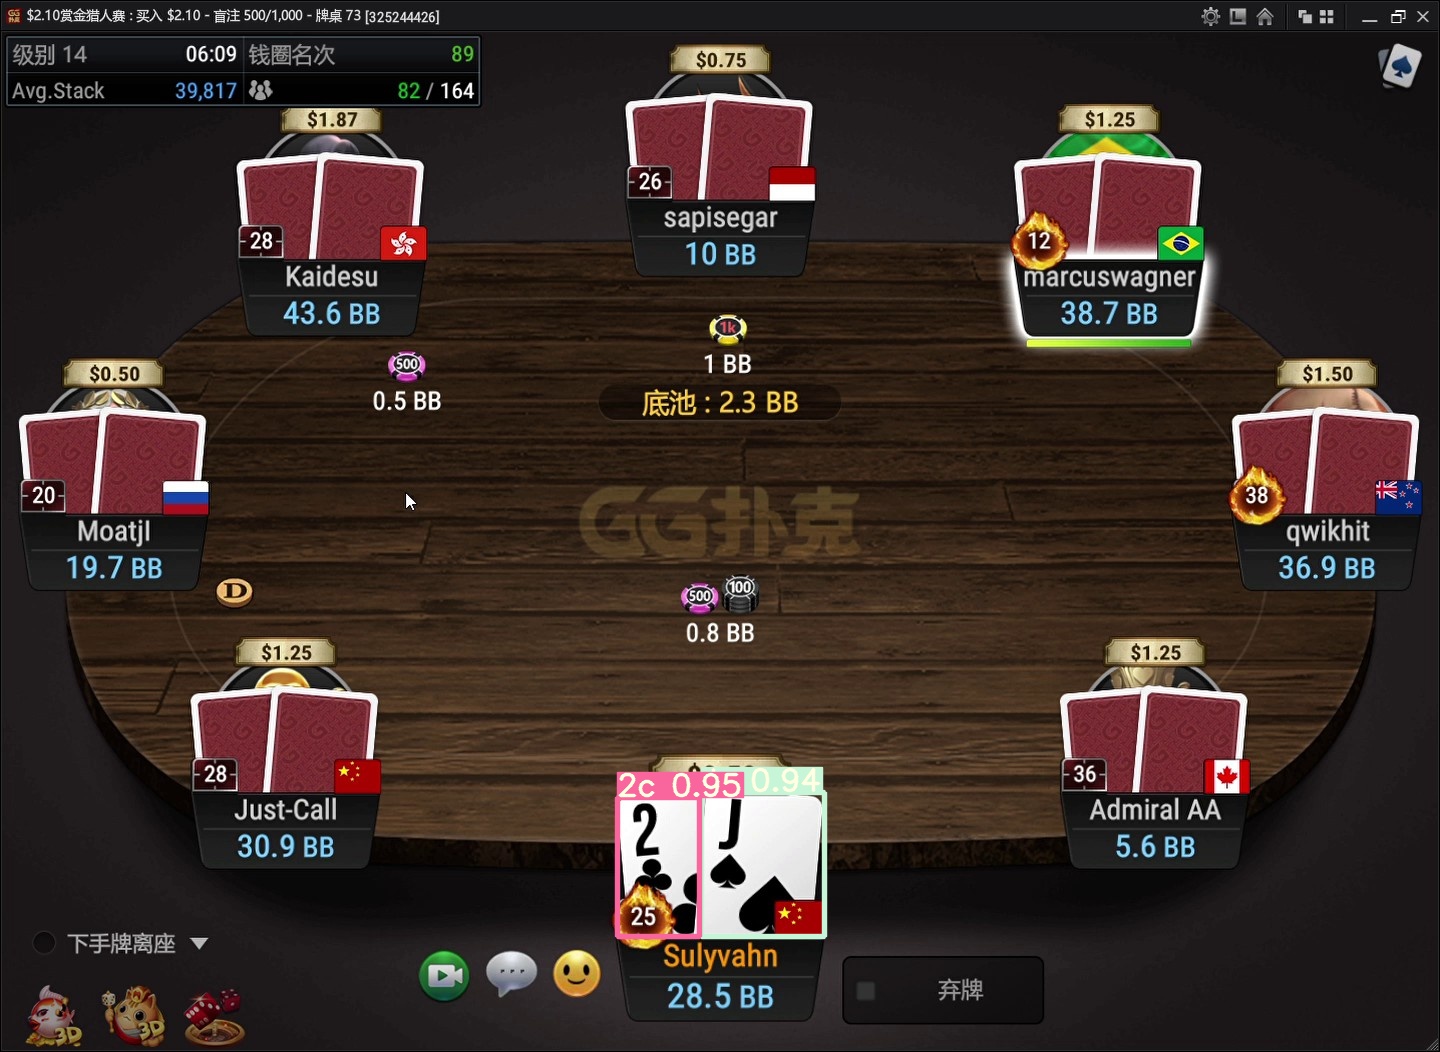 $2.10赏金猎人赛 : 买入 $2.10 - 盲注 500/1,000 - 牌桌 73 [325244426]
级别 14 06:09 钱圈名次 89
Avg.Stack 39,817 82 / 164
$0.75
26
sapisegar
10 BB
$1.87
28
Kaidesu
43.6 BB
$1.25
12
marcuswagner
38.7 BB
1k
1 BB
500
0.5 BB
底池 : 2.3 BB
$0.50
20
Moatjl
19.7 BB
$1.50
38
qwikhit
36.9 BB
GG扑克
D
500 100
0.8 BB
$1.25
28
Just-Call
30.9 BB
$1.25
36
Admiral AA
5.6 BB
2c 0.95 0.94
2 J
25
Sulyvahn
28.5 BB
下手牌离座
弃牌
3D 3D